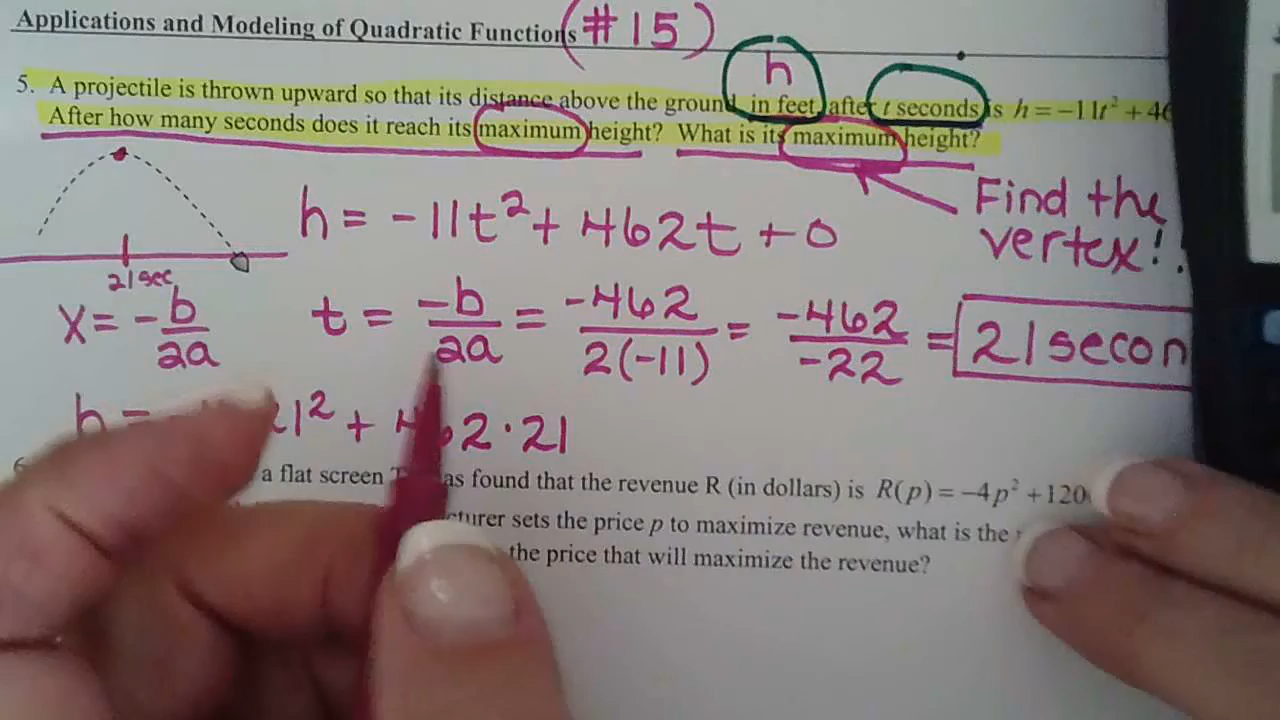 Applications and Modeling of Quadratic Functions (#15)
h
5. A projectile is thrown upward so that its distance above the ground, in feet, after t seconds is h = −11t² + 46
After how many seconds does it reach its maximum height? What is its maximum height?
Find the
vertex!!
h = -11t² + 462t + 0
21 sec
x = -b/2a
t = -b/2a = -462/2(-11) = -462/-22 = 21 secon
h = 21² + 462·21
a flat screen as found that the revenue R (in dollars) is R(p) = −4p² + 120
sets the price p to maximize revenue, what is the
the price that will maximize the revenue?